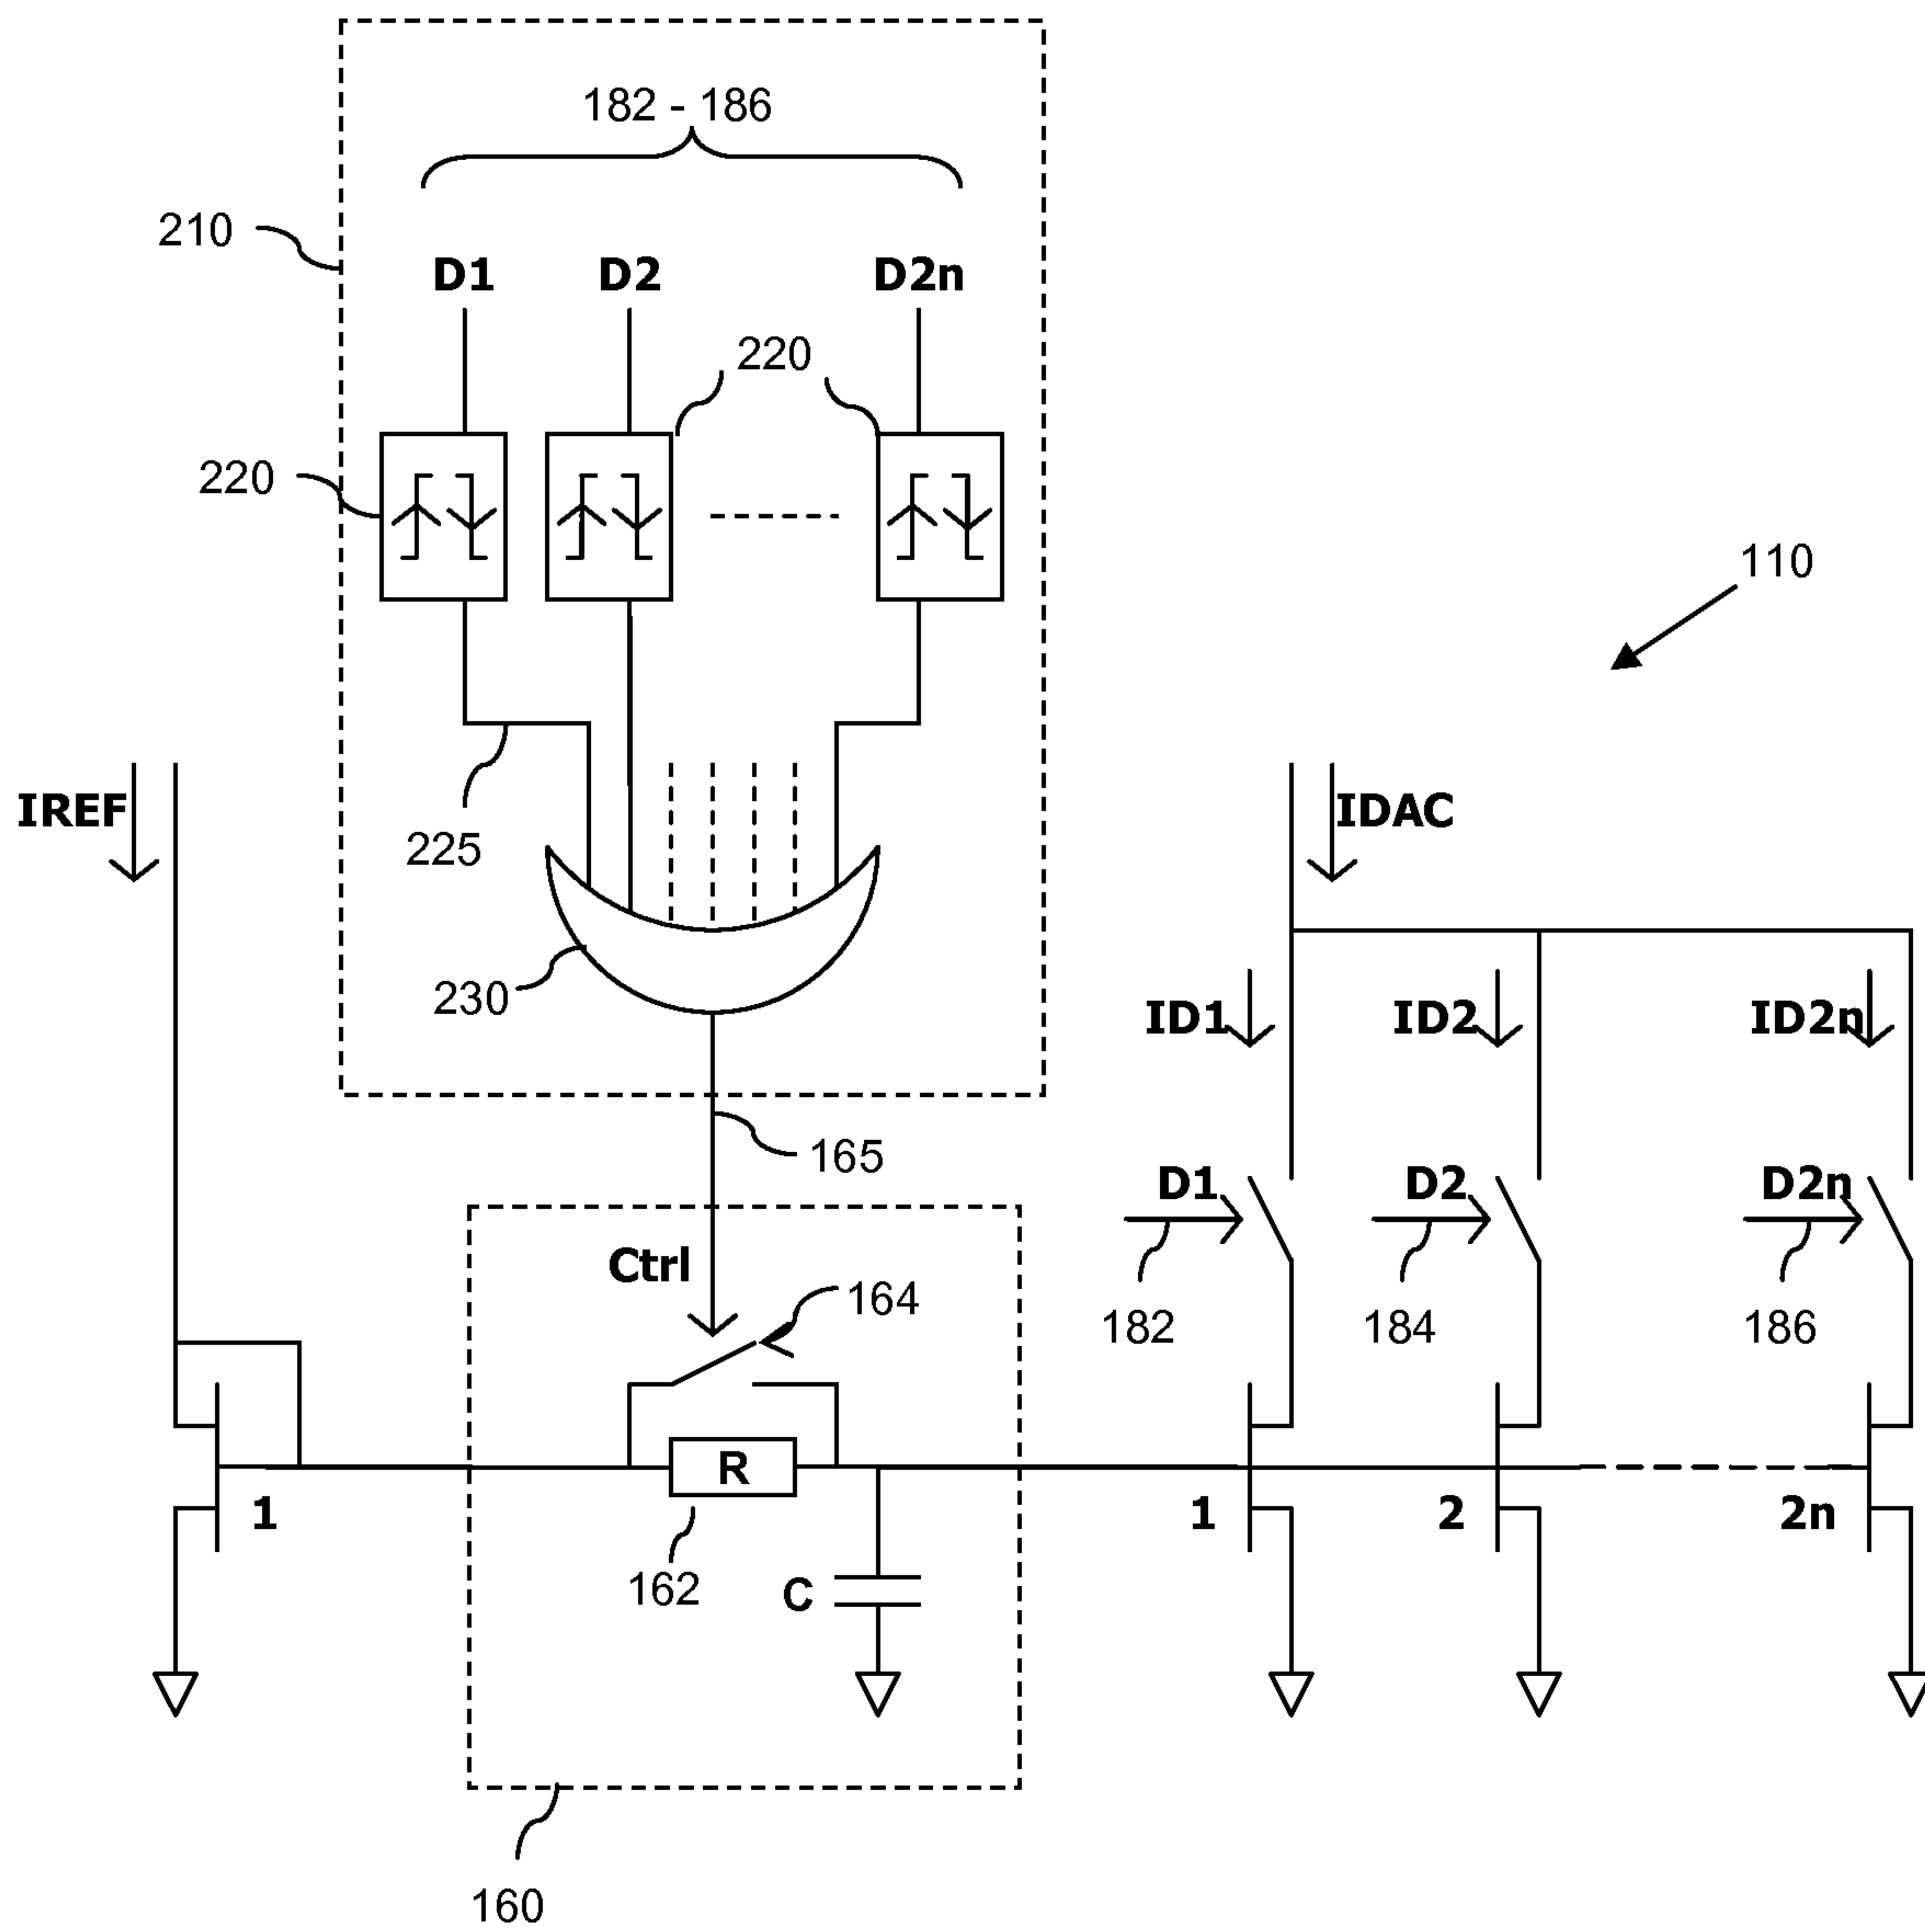 182 - 186
210
D1 D2 D2n
220
220
110
IREF
IDAC
225
230
ID1 ID2 ID2n
165
D1 D2 D2n
Ctrl
164
182 184 186
R
1 1 2 2n
162
C
160